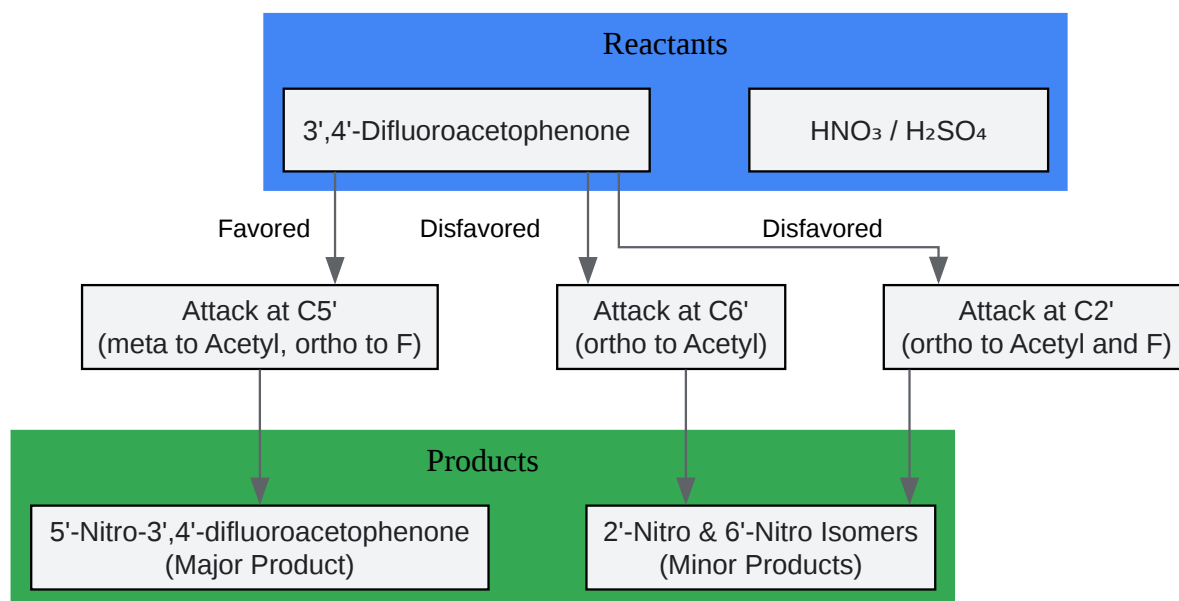 Reactants
3',4'-Difluoroacetophenone
HNO₃ / H₂SO₄
Favored
Disfavored
Disfavored
Attack at C5'
(meta to Acetyl, ortho to F)
Attack at C6'
(ortho to Acetyl)
Attack at C2'
(ortho to Acetyl and F)
Products
5'-Nitro-3',4'-difluoroacetophenone
(Major Product)
2'-Nitro & 6'-Nitro Isomers
(Minor Products)